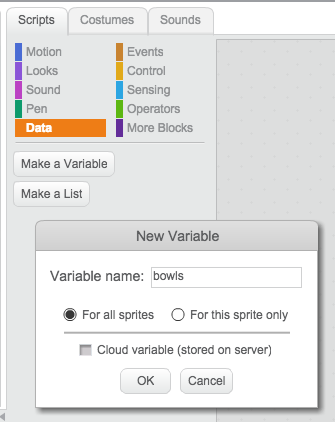 Scripts Costumes Sounds
Motion Events
Looks Control
Sound Sensing
Pen Operators
Data More Blocks
Make a Variable
Make a List
New Variable
Variable name: bowls
For all sprites For this sprite only
Cloud variable (stored on server)
OK Cancel